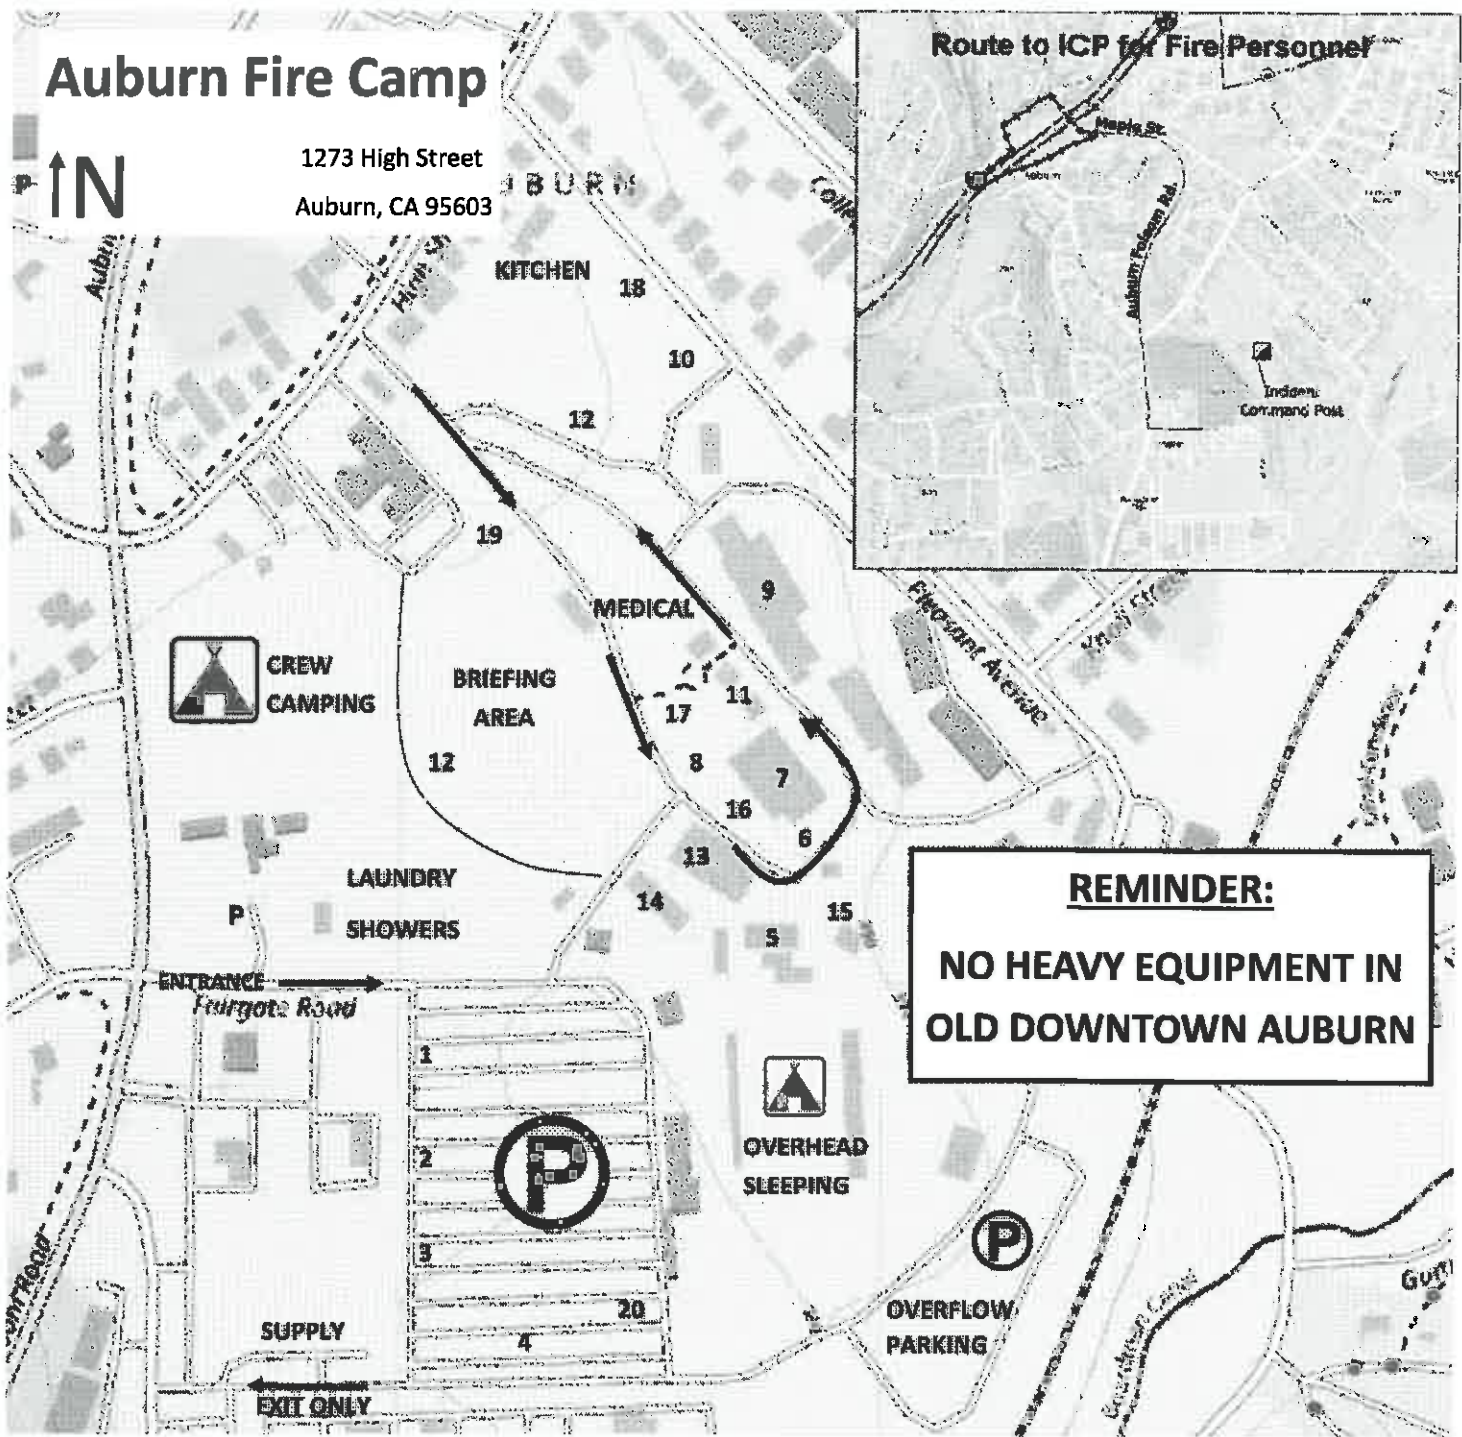 Auburn Fire Camp
N
1273 High Street
Auburn, CA 95603
Route to ICP for Fire Personnel
Maple St.
Auburn Folsom Rd.
Incident
Command Post
KITCHEN
18
10
12
19
9
MEDICAL
Pleasant Avenue
CREW
CAMPING
BRIEFING
AREA
11
17
12
8
7
16
6
13
LAUNDRY
SHOWERS
14
15
5
P
ENTRANCE
Fairgate Road
REMINDER:
NO HEAVY EQUIPMENT IN
OLD DOWNTOWN AUBURN
1
2
P
OVERHEAD
SLEEPING
3
P
20
4
OVERFLOW
PARKING
SUPPLY
EXIT ONLY